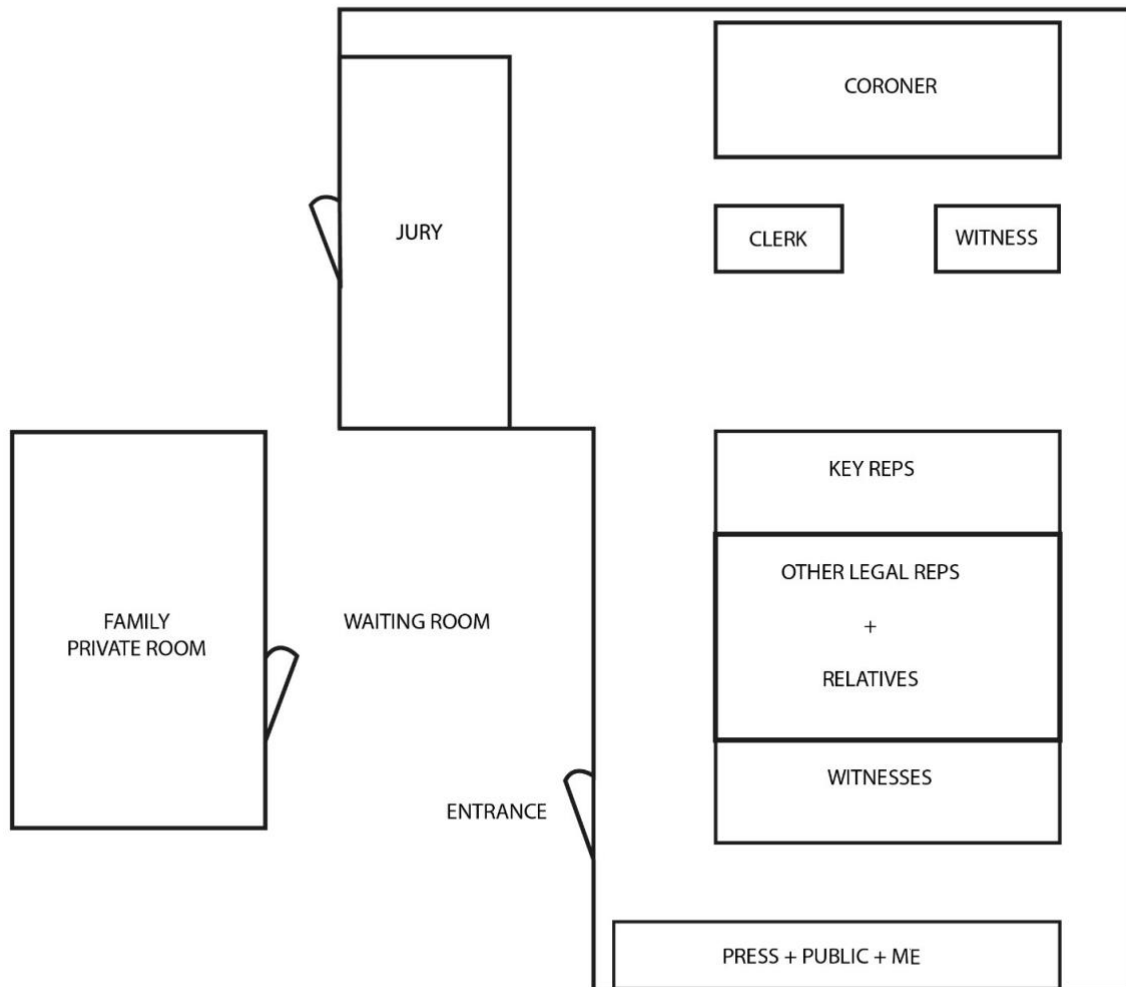 CORONER
JURY
CLERK
WITNESS
KEY REPS
OTHER LEGAL REPS
+
RELATIVES
FAMILY
PRIVATE ROOM
WAITING ROOM
WITNESSES
ENTRANCE
PRESS + PUBLIC + ME